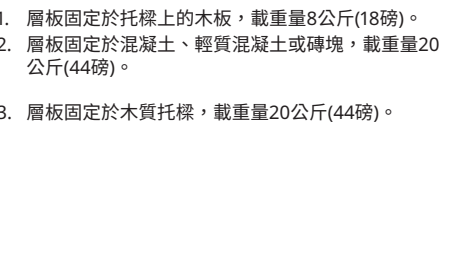 1. 層板固定於托樑上的木板，載重量8公斤(18磅)。
2. 層板固定於混凝土、輕質混凝土或磚塊，載重量20
公斤(44磅)。
3. 層板固定於木質托樑，載重量20公斤(44磅)。